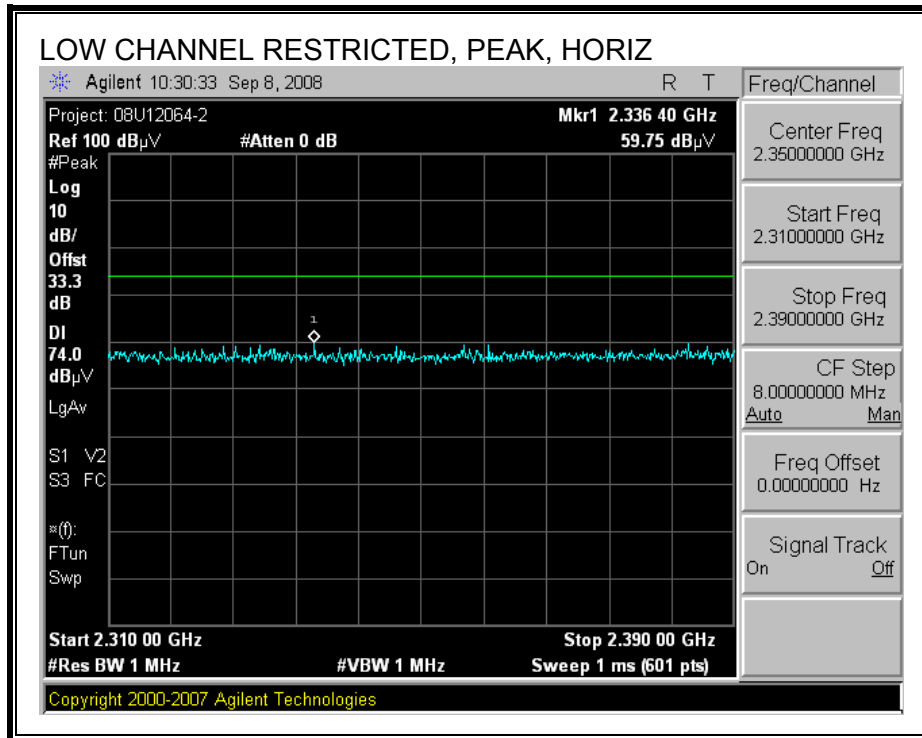 LOW CHANNEL RESTRICTED, PEAK, HORIZ
Agilent 10:30:33 Sep 8, 2008 R T
Project: 08U12064-2 Mkr1 2.336 40 GHz
Ref 100 dBµV #Atten 0 dB 59.75 dBµV
#Peak
Log
10
dB/
Offst
33.3
dB
DI
74.0
dBµV
LgAv
S1 V2
S3 FC
¤(f):
FTun
Swp
1
Start 2.310 00 GHz Stop 2.390 00 GHz
#Res BW 1 MHz #VBW 1 MHz Sweep 1 ms (601 pts)
Copyright 2000-2007 Agilent Technologies
Freq/Channel
Center Freq
2.35000000 GHz
Start Freq
2.31000000 GHz
Stop Freq
2.39000000 GHz
CF Step
8.00000000 MHz
Auto Man
Freq Offset
0.00000000 Hz
Signal Track
On Off